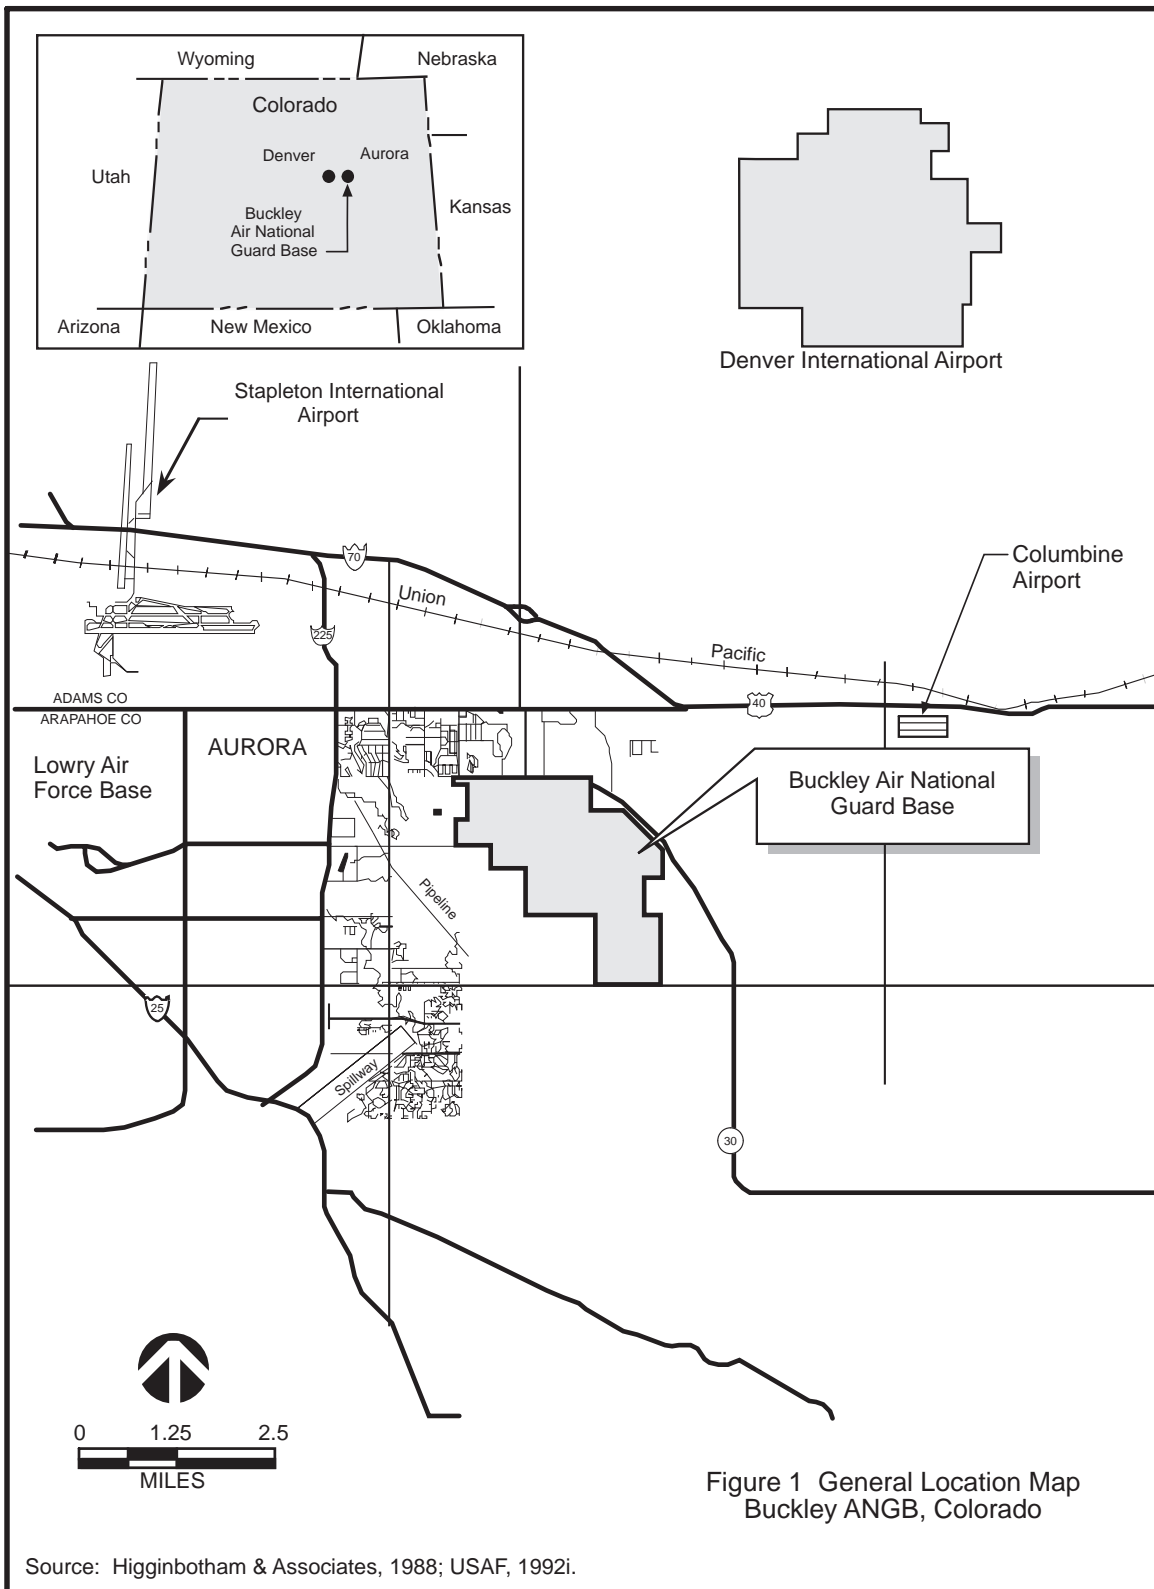 Wyoming
Nebraska
Colorado
Denver
Aurora
Utah
Kansas
Buckley
Air National
Guard Base
Arizona
New Mexico
Oklahoma
Denver International Airport
Stapleton International
Airport
70
Union
Columbine
Airport
225
Pacific
ADAMS CO
40
ARAPAHOE CO
AURORA
Lowry Air
Force Base
Buckley Air National
Guard Base
Pipeline
25
Spillway
30
0 1.25 2.5
MILES
Figure 1 General Location Map
Buckley ANGB, Colorado
Source: Higginbotham & Associates, 1988; USAF, 1992i.